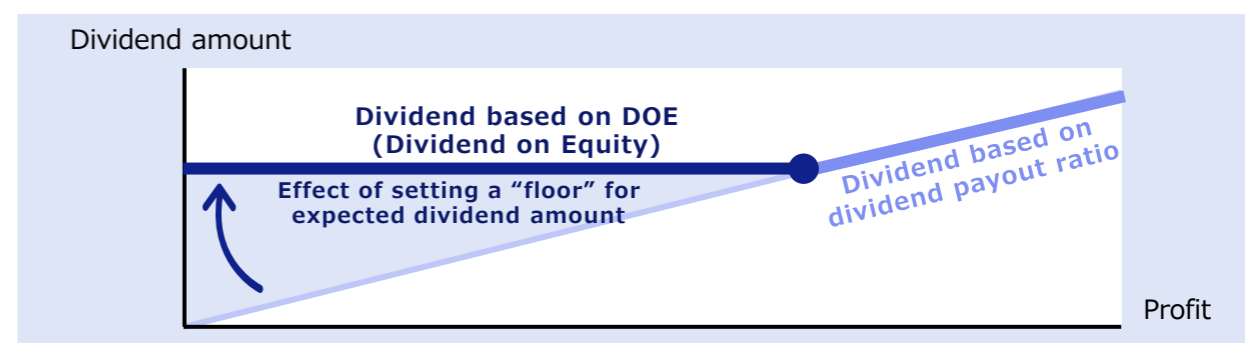 Dividend amount
Dividend based on DOE
(Dividend on Equity)
Effect of setting a “floor” for
expected dividend amount
Dividend based on
dividend payout ratio
Profit